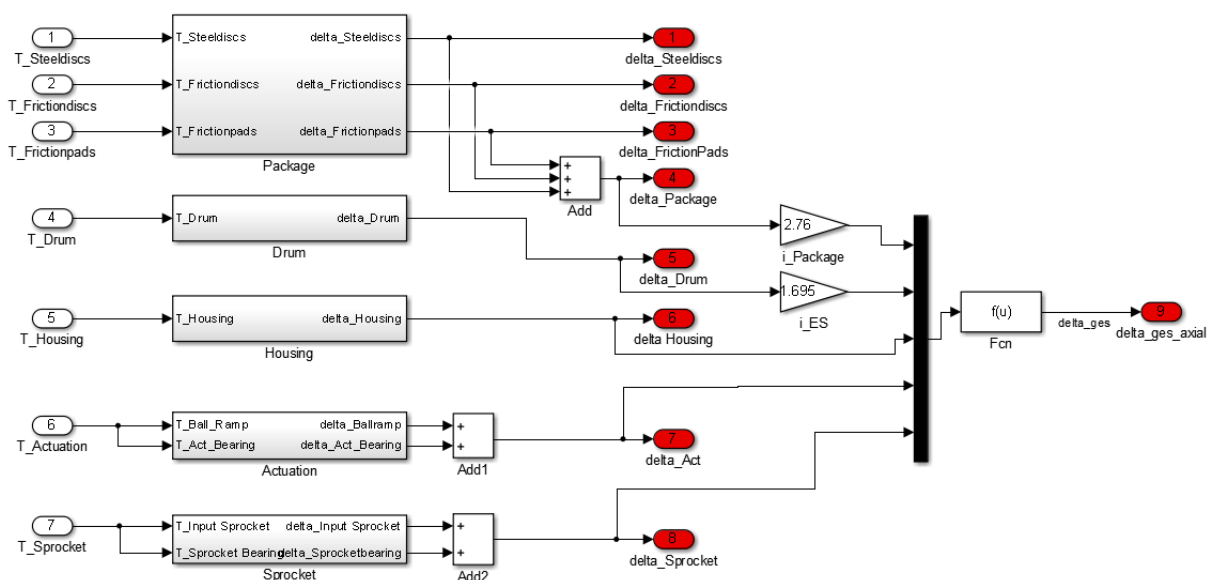 1
T_Steeldiscs
2
T_Frictiondiscs
3
T_Frictionpads
T_Steeldiscs
delta_Steeldiscs
T_Frictiondiscs
delta_Frictiondiscs
T_Frictionpads
delta_Frictionpads
Package
1
delta_Steeldiscs
2
delta_Frictiondiscs
3
delta_FrictionPads
+
+
+
Add
4
delta_Package
4
T_Drum
T_Drum
delta_Drum
Drum
5
delta_Drum
2.76
i_Package
1.695
i_ES
5
T_Housing
T_Housing
delta_Housing
Housing
6
delta Housing
f(u)
Fcn
delta_ges
9
delta_ges_axial
6
T_Actuation
T_Ball_Ramp
delta_Ballramp
T_Act_Bearing
delta_Act_Bearing
Actuation
+
+
Add1
7
delta_Act
7
T_Sprocket
T_Input Sprocket
delta_Input Sprocket
T_Sprocket Bearing
delta_Sprocketbearing
Sprocket
+
+
Add2
8
delta_Sprocket